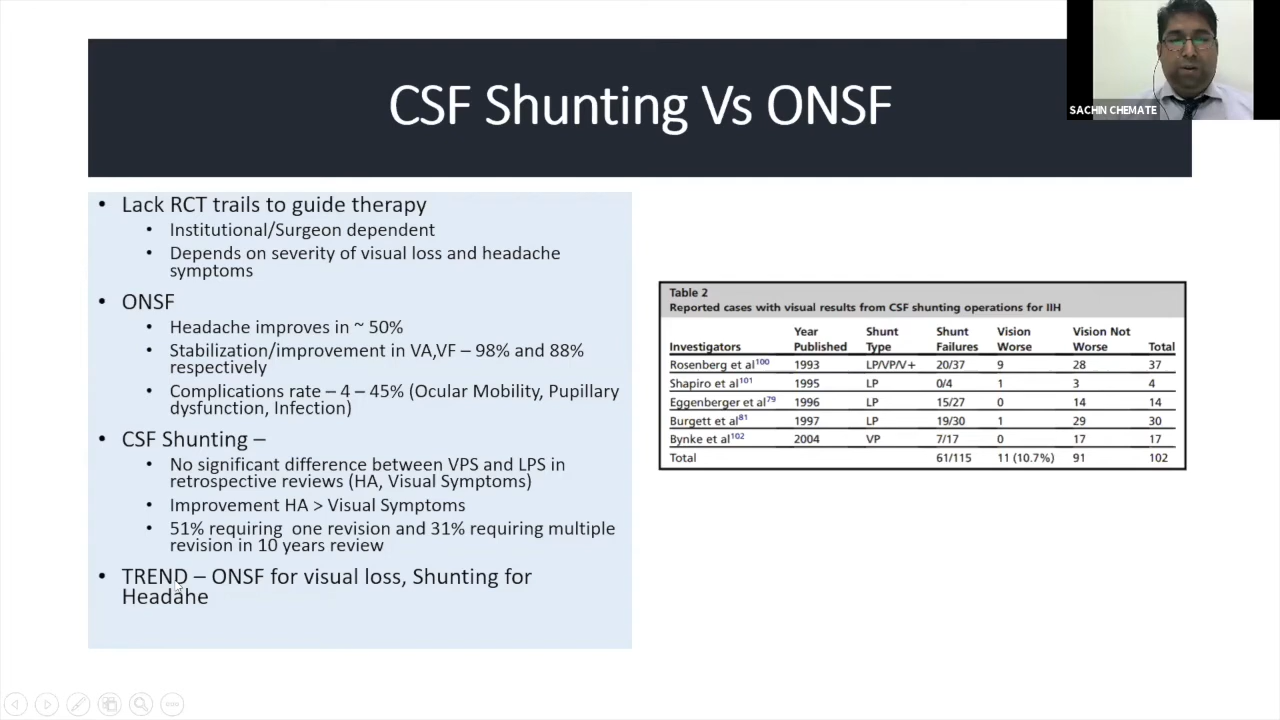 CSF Shunting Vs ONSF
SACHIN CHEMATE
• Lack RCT trails to guide therapy
• Institutional/Surgeon dependent
• Depends on severity of visual loss and headache
symptoms
• ONSF
• Headache improves in ~ 50%
• Stabilization/improvement in VA,VF – 98% and 88%
respectively
• Complications rate – 4 – 45% (Ocular Mobility, Pupillary
dysfunction, Infection)
• CSF Shunting –
• No significant difference between VPS and LPS in
retrospective reviews (HA, Visual Symptoms)
• Improvement HA > Visual Symptoms
• 51% requiring one revision and 31% requiring multiple
revision in 10 years review
• TREND – ONSF for visual loss, Shunting for
Headahe
Table 2
Reported cases with visual results from CSF shunting operations for IIH
Year Shunt Shunt Vision Vision Not
Investigators Published Type Failures Worse Worse Total
Rosenberg et al100 1993 LP/VP/V+ 20/37 9 28 37
Shapiro et al101 1995 LP 0/4 1 3 4
Eggenberger et al79 1996 LP 15/27 0 14 14
Burgett et al81 1997 LP 19/30 1 29 30
Bynke et al102 2004 VP 7/17 0 17 17
Total 61/115 11 (10.7%) 91 102